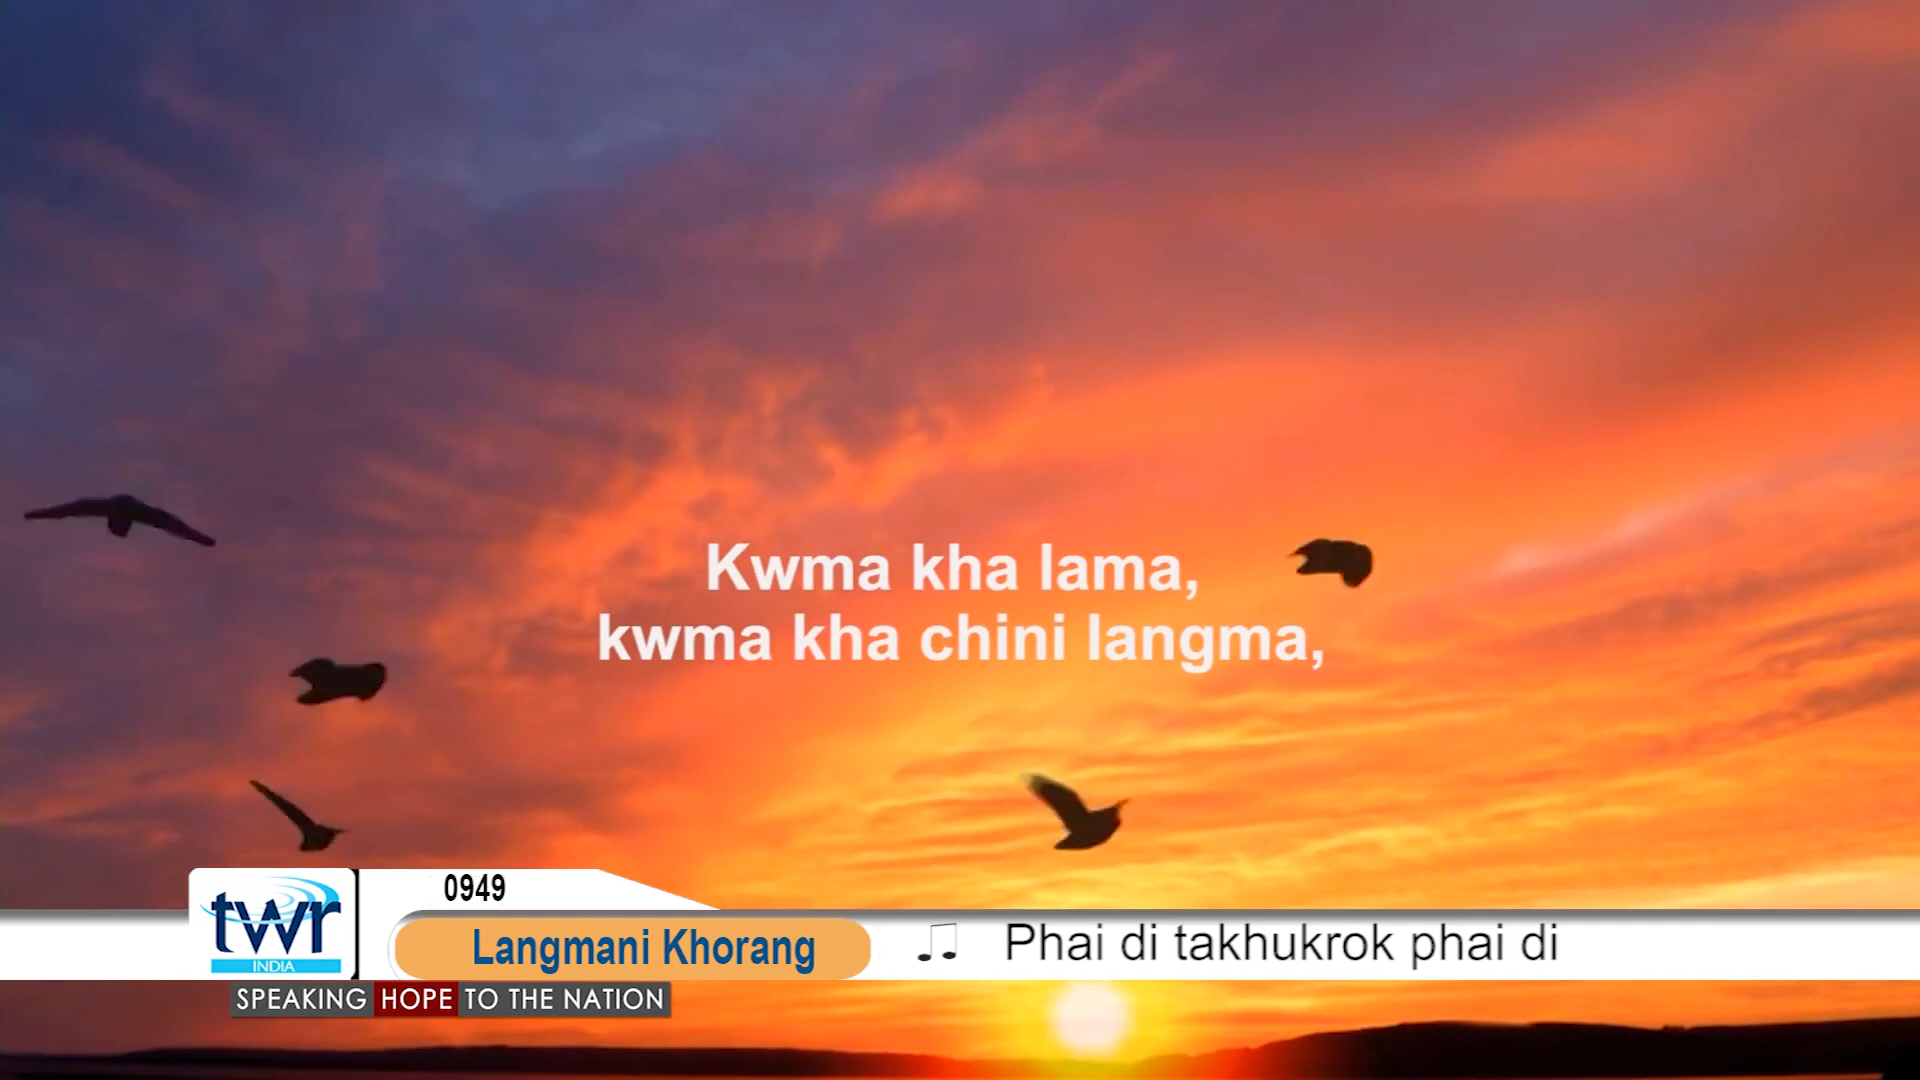 Kwma kha lama,
kwma kha chini langma,
0949
twr
INDIA
Langmani Khorang
Phai di takhukrok phai di
SPEAKING HOPE TO THE NATION